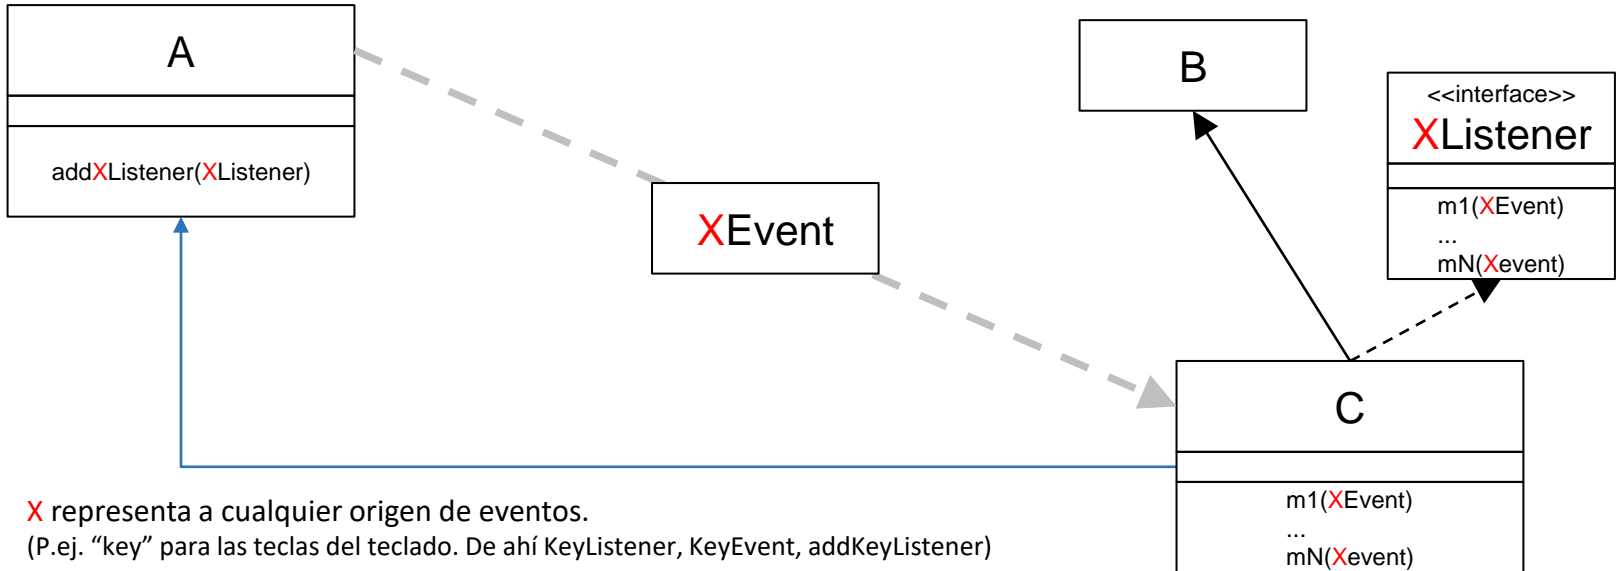 A
addXListener(XListener)
XEvent
B
<<interface>>
XListener
m1(XEvent)
...
mN(Xevent)
C
m1(XEvent)
...
mN(Xevent)
X representa a cualquier origen de eventos.
(P.ej. “key” para las teclas del teclado. De ahí KeyListener, KeyEvent, addKeyListener)